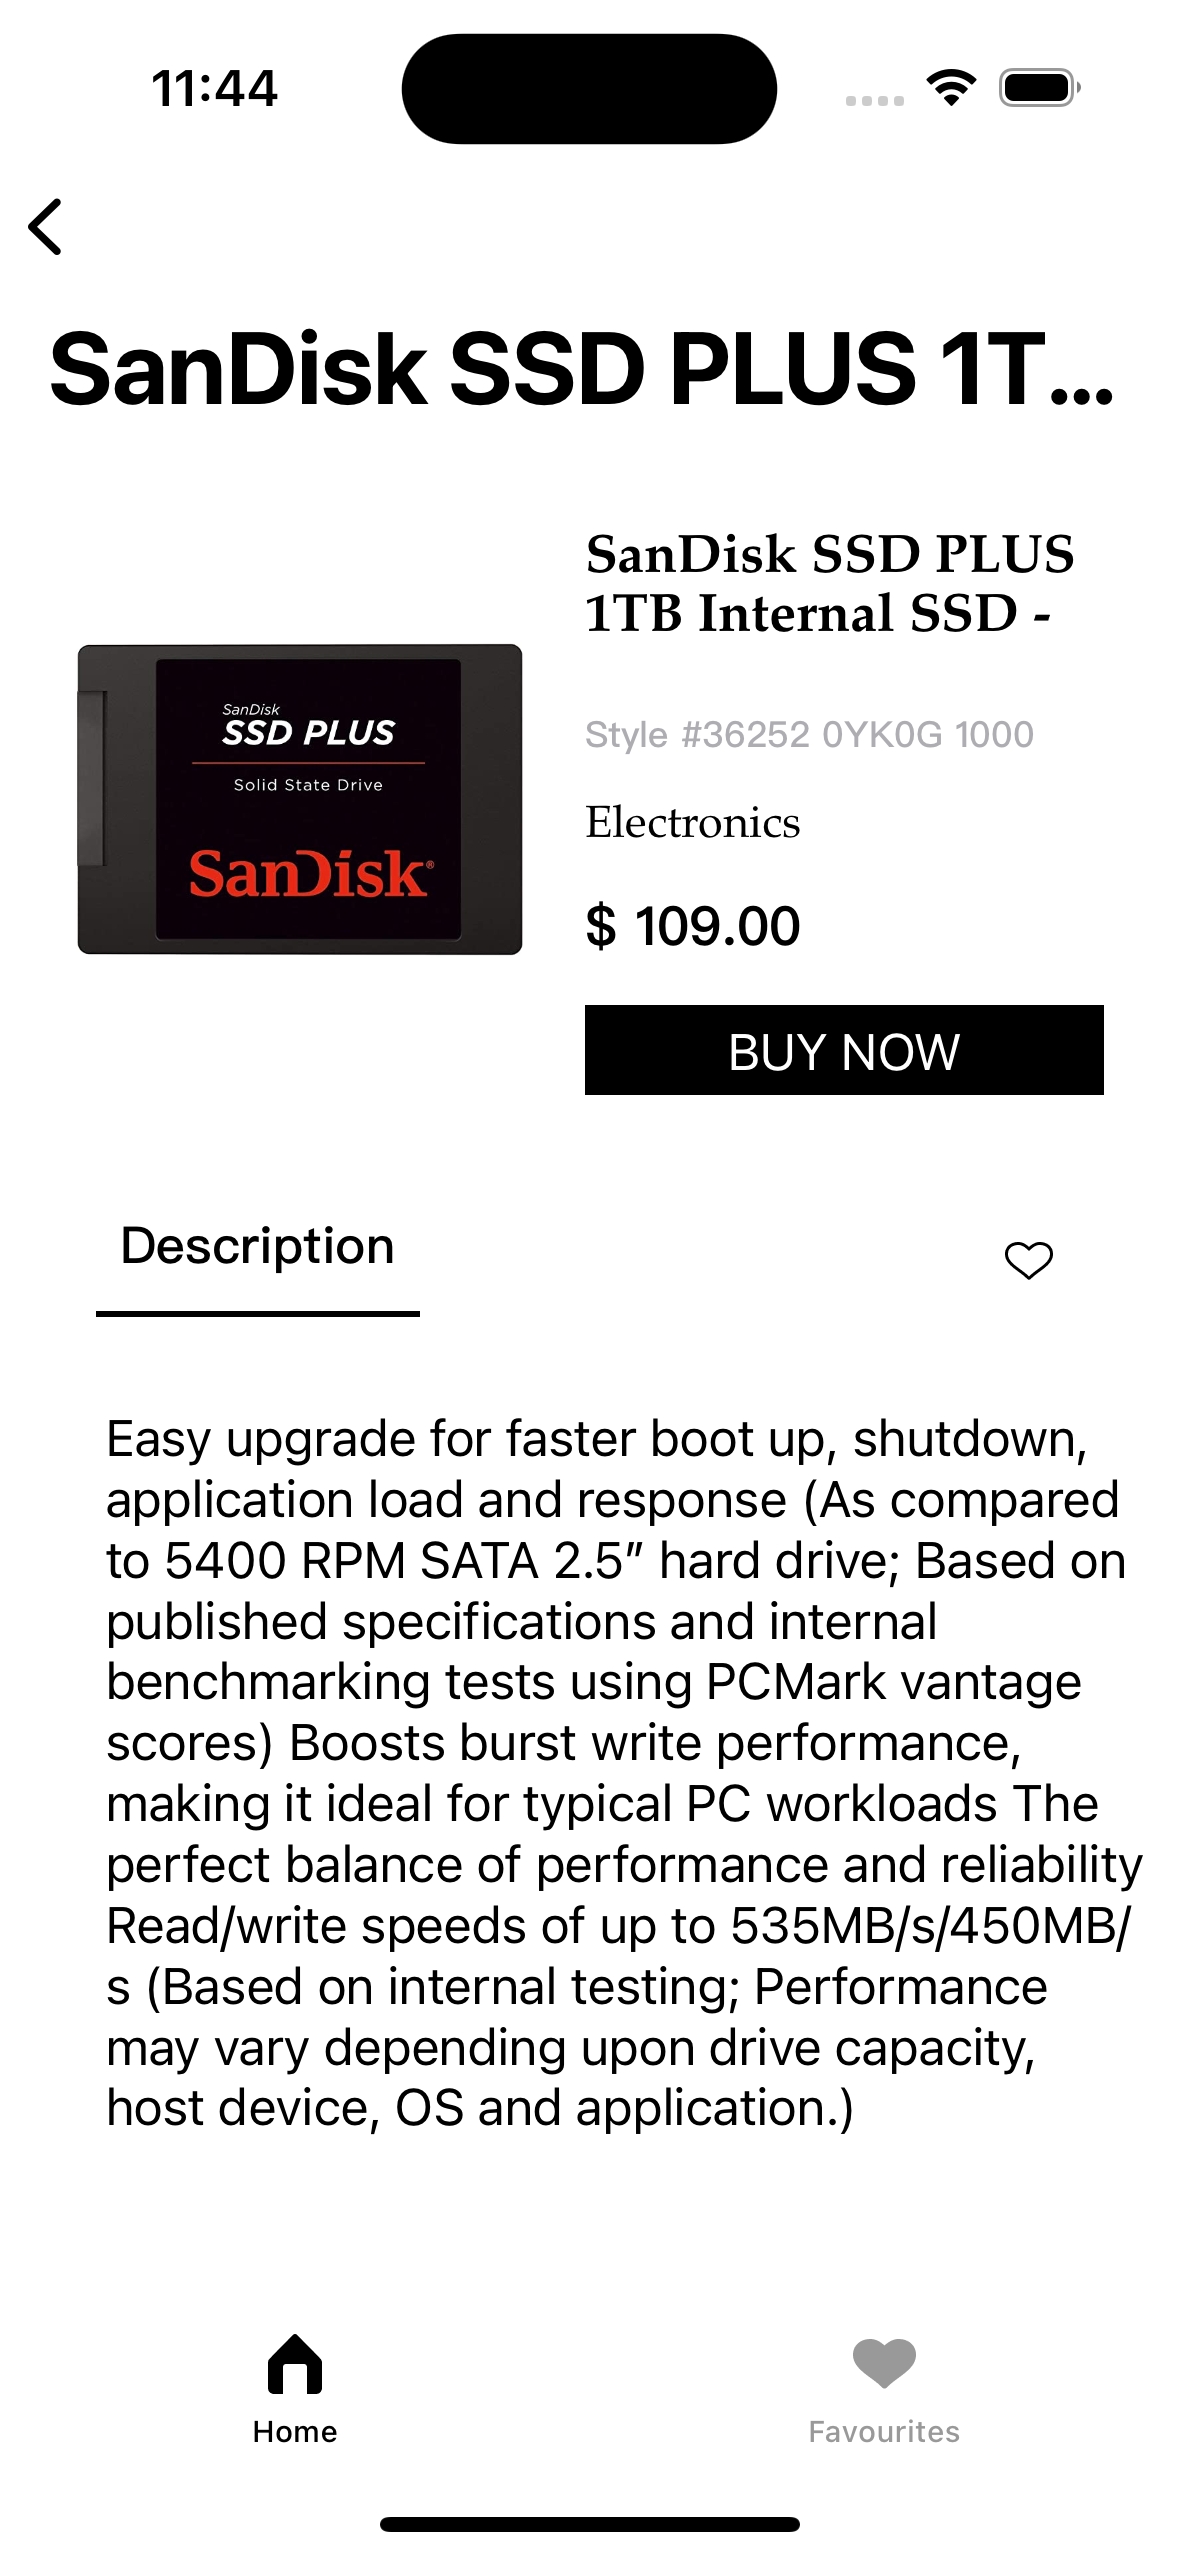 11:44
SanDisk SSD PLUS 1T...
SanDisk SSD PLUS
1TB Internal SSD -
Style #36252 0YK0G 1000
Electronics
$ 109.00
BUY NOW
SanDisk
SSD PLUS
Solid State Drive
SanDisk®
Description
Easy upgrade for faster boot up, shutdown,
application load and response (As compared
to 5400 RPM SATA 2.5” hard drive; Based on
published specifications and internal
benchmarking tests using PCMark vantage
scores) Boosts burst write performance,
making it ideal for typical PC workloads The
perfect balance of performance and reliability
Read/write speeds of up to 535MB/s/450MB/
s (Based on internal testing; Performance
may vary depending upon drive capacity,
host device, OS and application.)
Home
Favourites